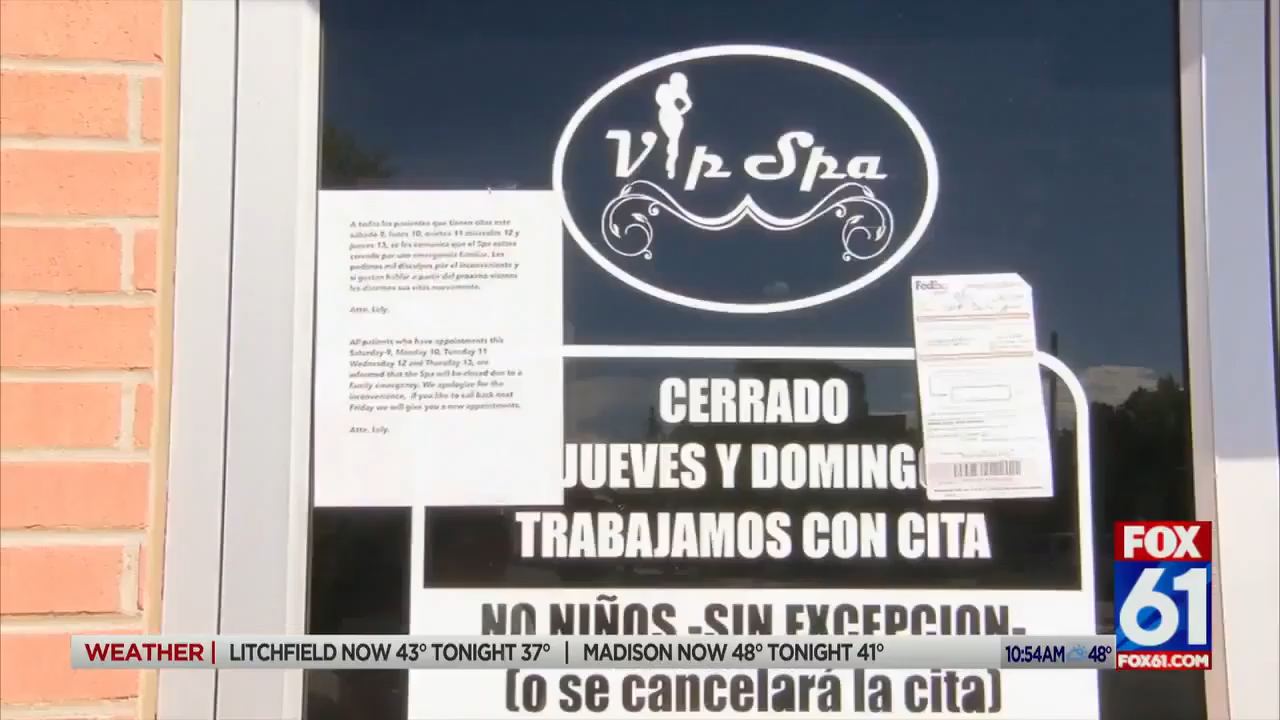 Vip Spa
A todos los pacientes que tienen citas este
sábado 9, lunes 10, martes 11 miércoles 12 y
jueves 13, se les comunica que el Spa estara
cerrado por una emergencia familiar. Les
pedimos mil disculpas por el inconveniente y
si gustan hablar a partir del proximo viernes
les daremos sus citas nuevamente.
Atte. Loly.
All patients who have appointments this
Saturday 9, Monday 10, Tuesday 11
Wednesday 12 and Thursday 13, are
informed that the Spa will be closed due to a
family emergency. We apologize for the
inconvenience, if you like to call back next
Friday we will give you a new appointments.
Atte. Loly.
FedEx
CERRADO
JUEVES Y DOMING
TRABAJAMOS CON CITA
NO NIÑOS -SIN EXCEPCION-
(o se cancelará la cita)
WEATHER | LITCHFIELD NOW 43° TONIGHT 37° | MADISON NOW 48° TONIGHT 41°
10:54AM 48°
FOX
61
FOX61.COM